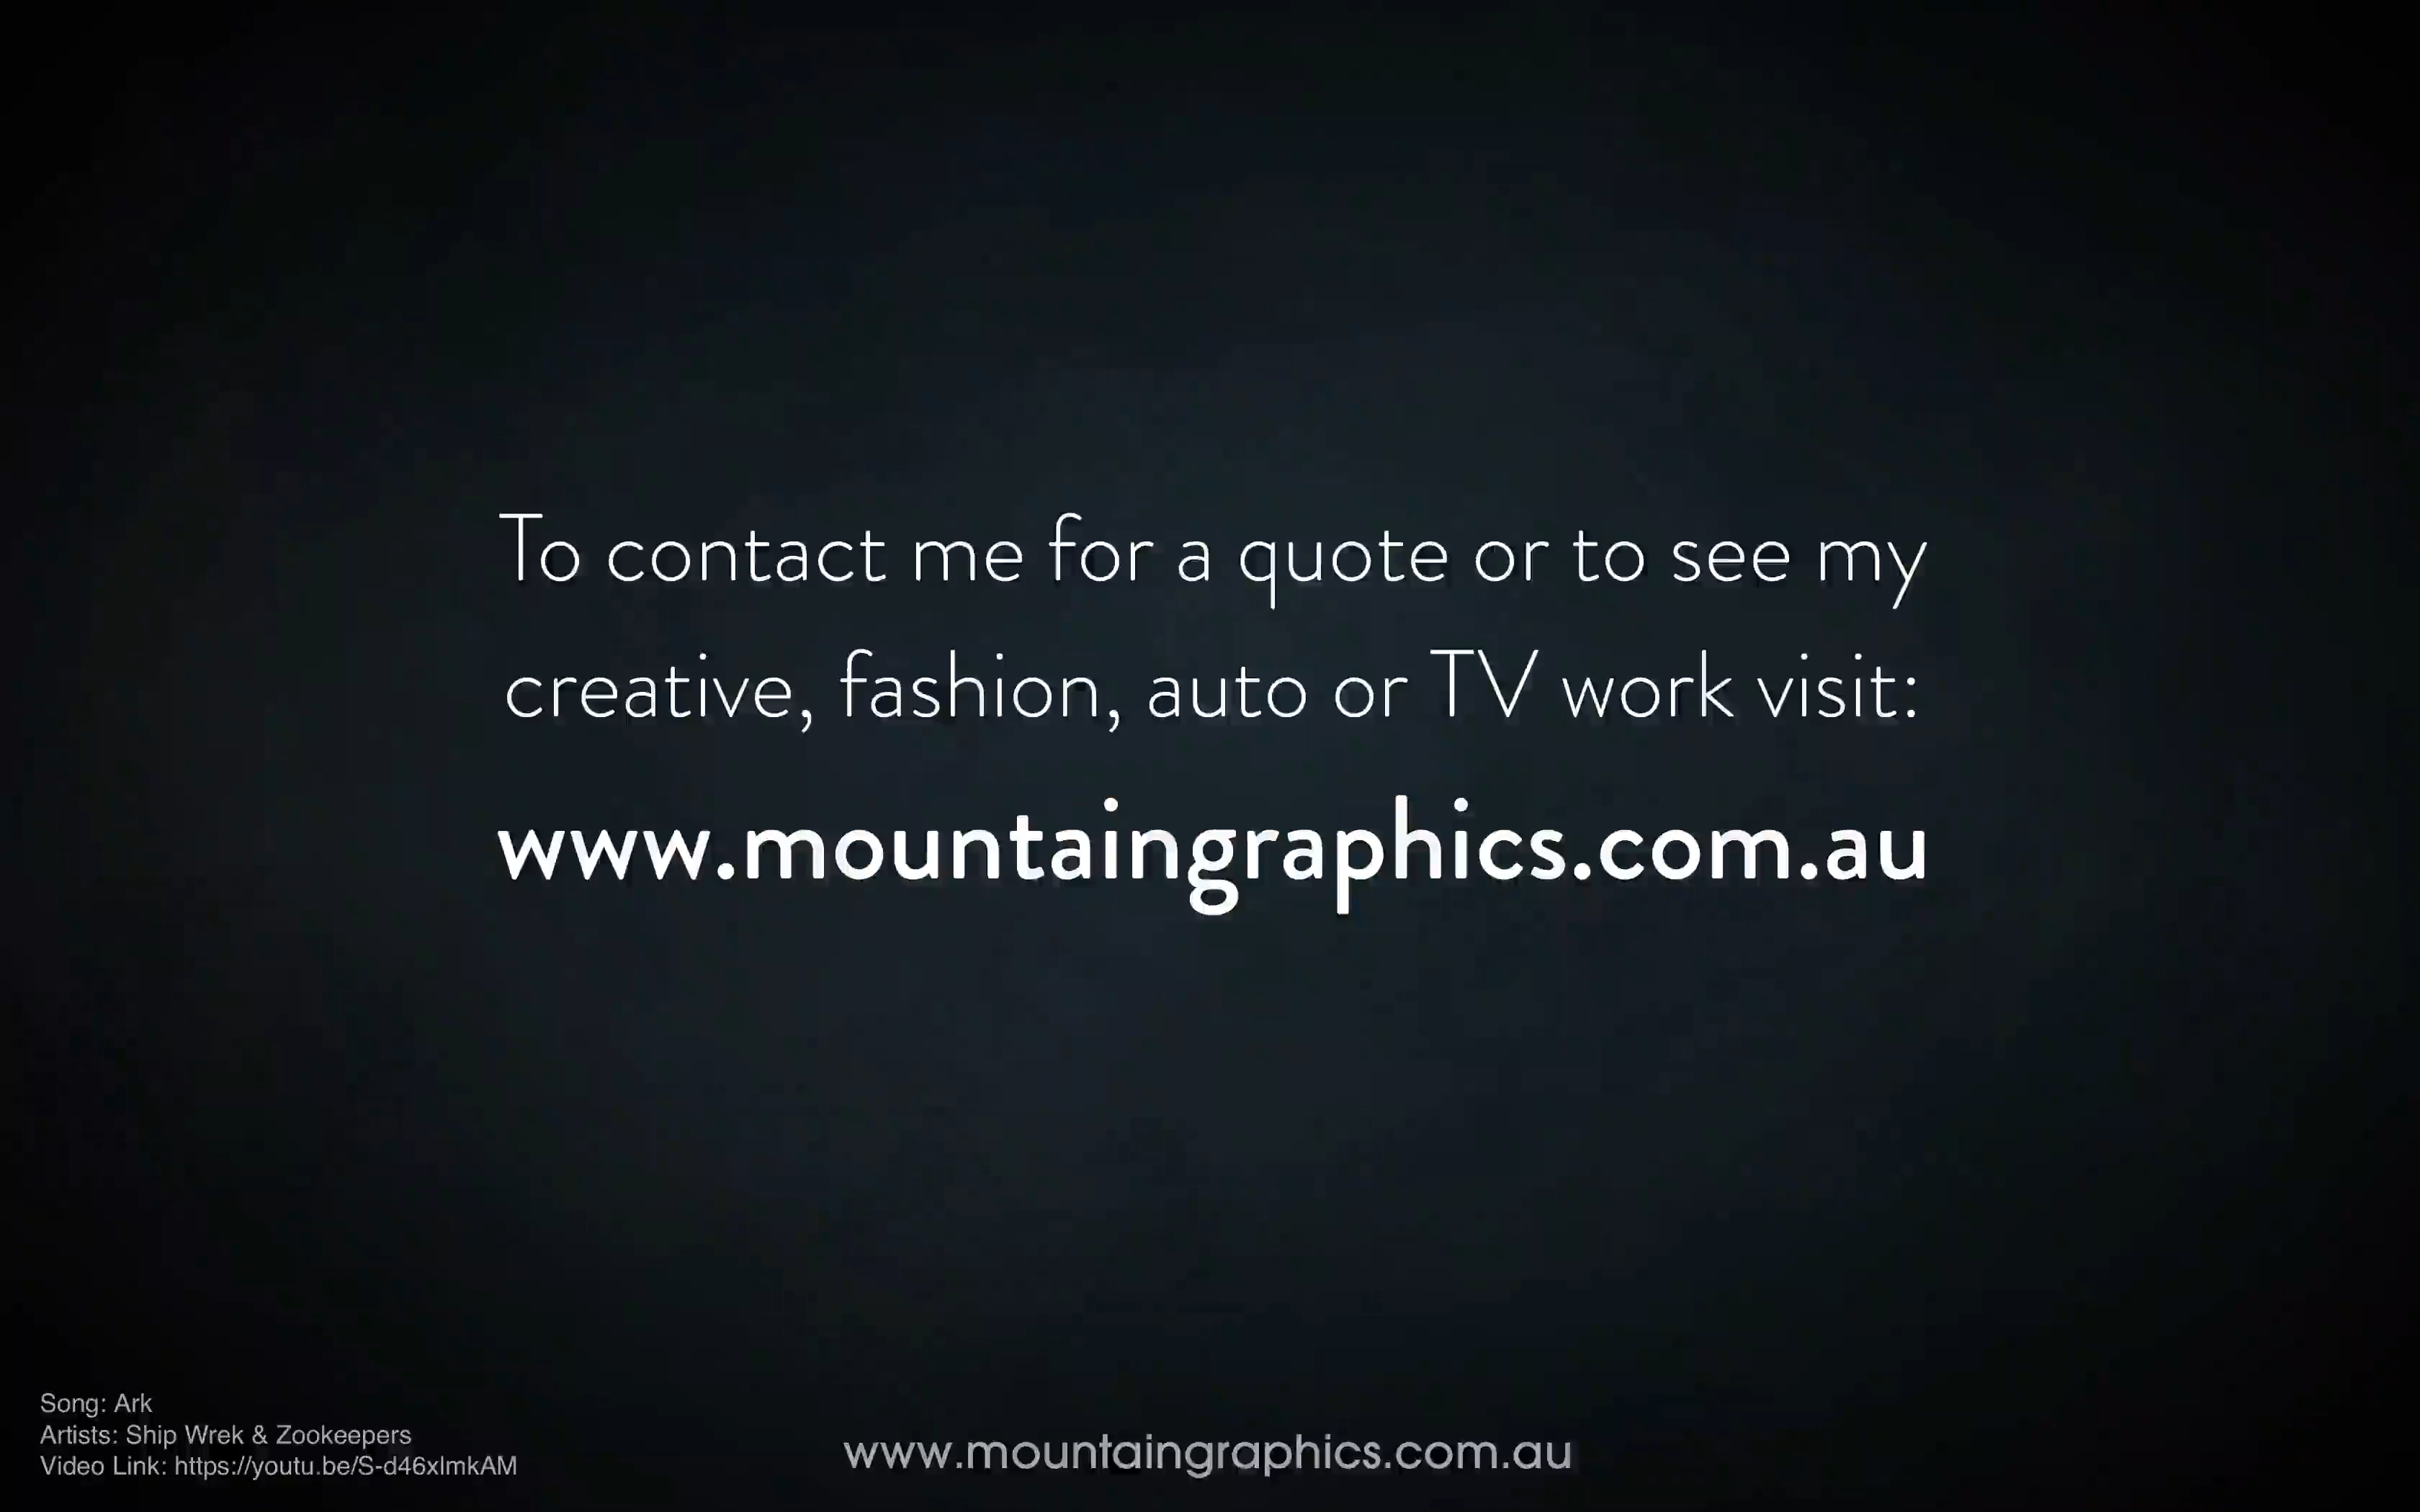 To contact me for a quote or to see my
creative, fashion, auto or TV work visit:
www.mountaingraphics.com.au
Song: Ark
Artists: Ship Wrek & Zookeepers
Video Link: https://youtu.be/S-d46xlmkAM
www.mountaingraphics.com.au